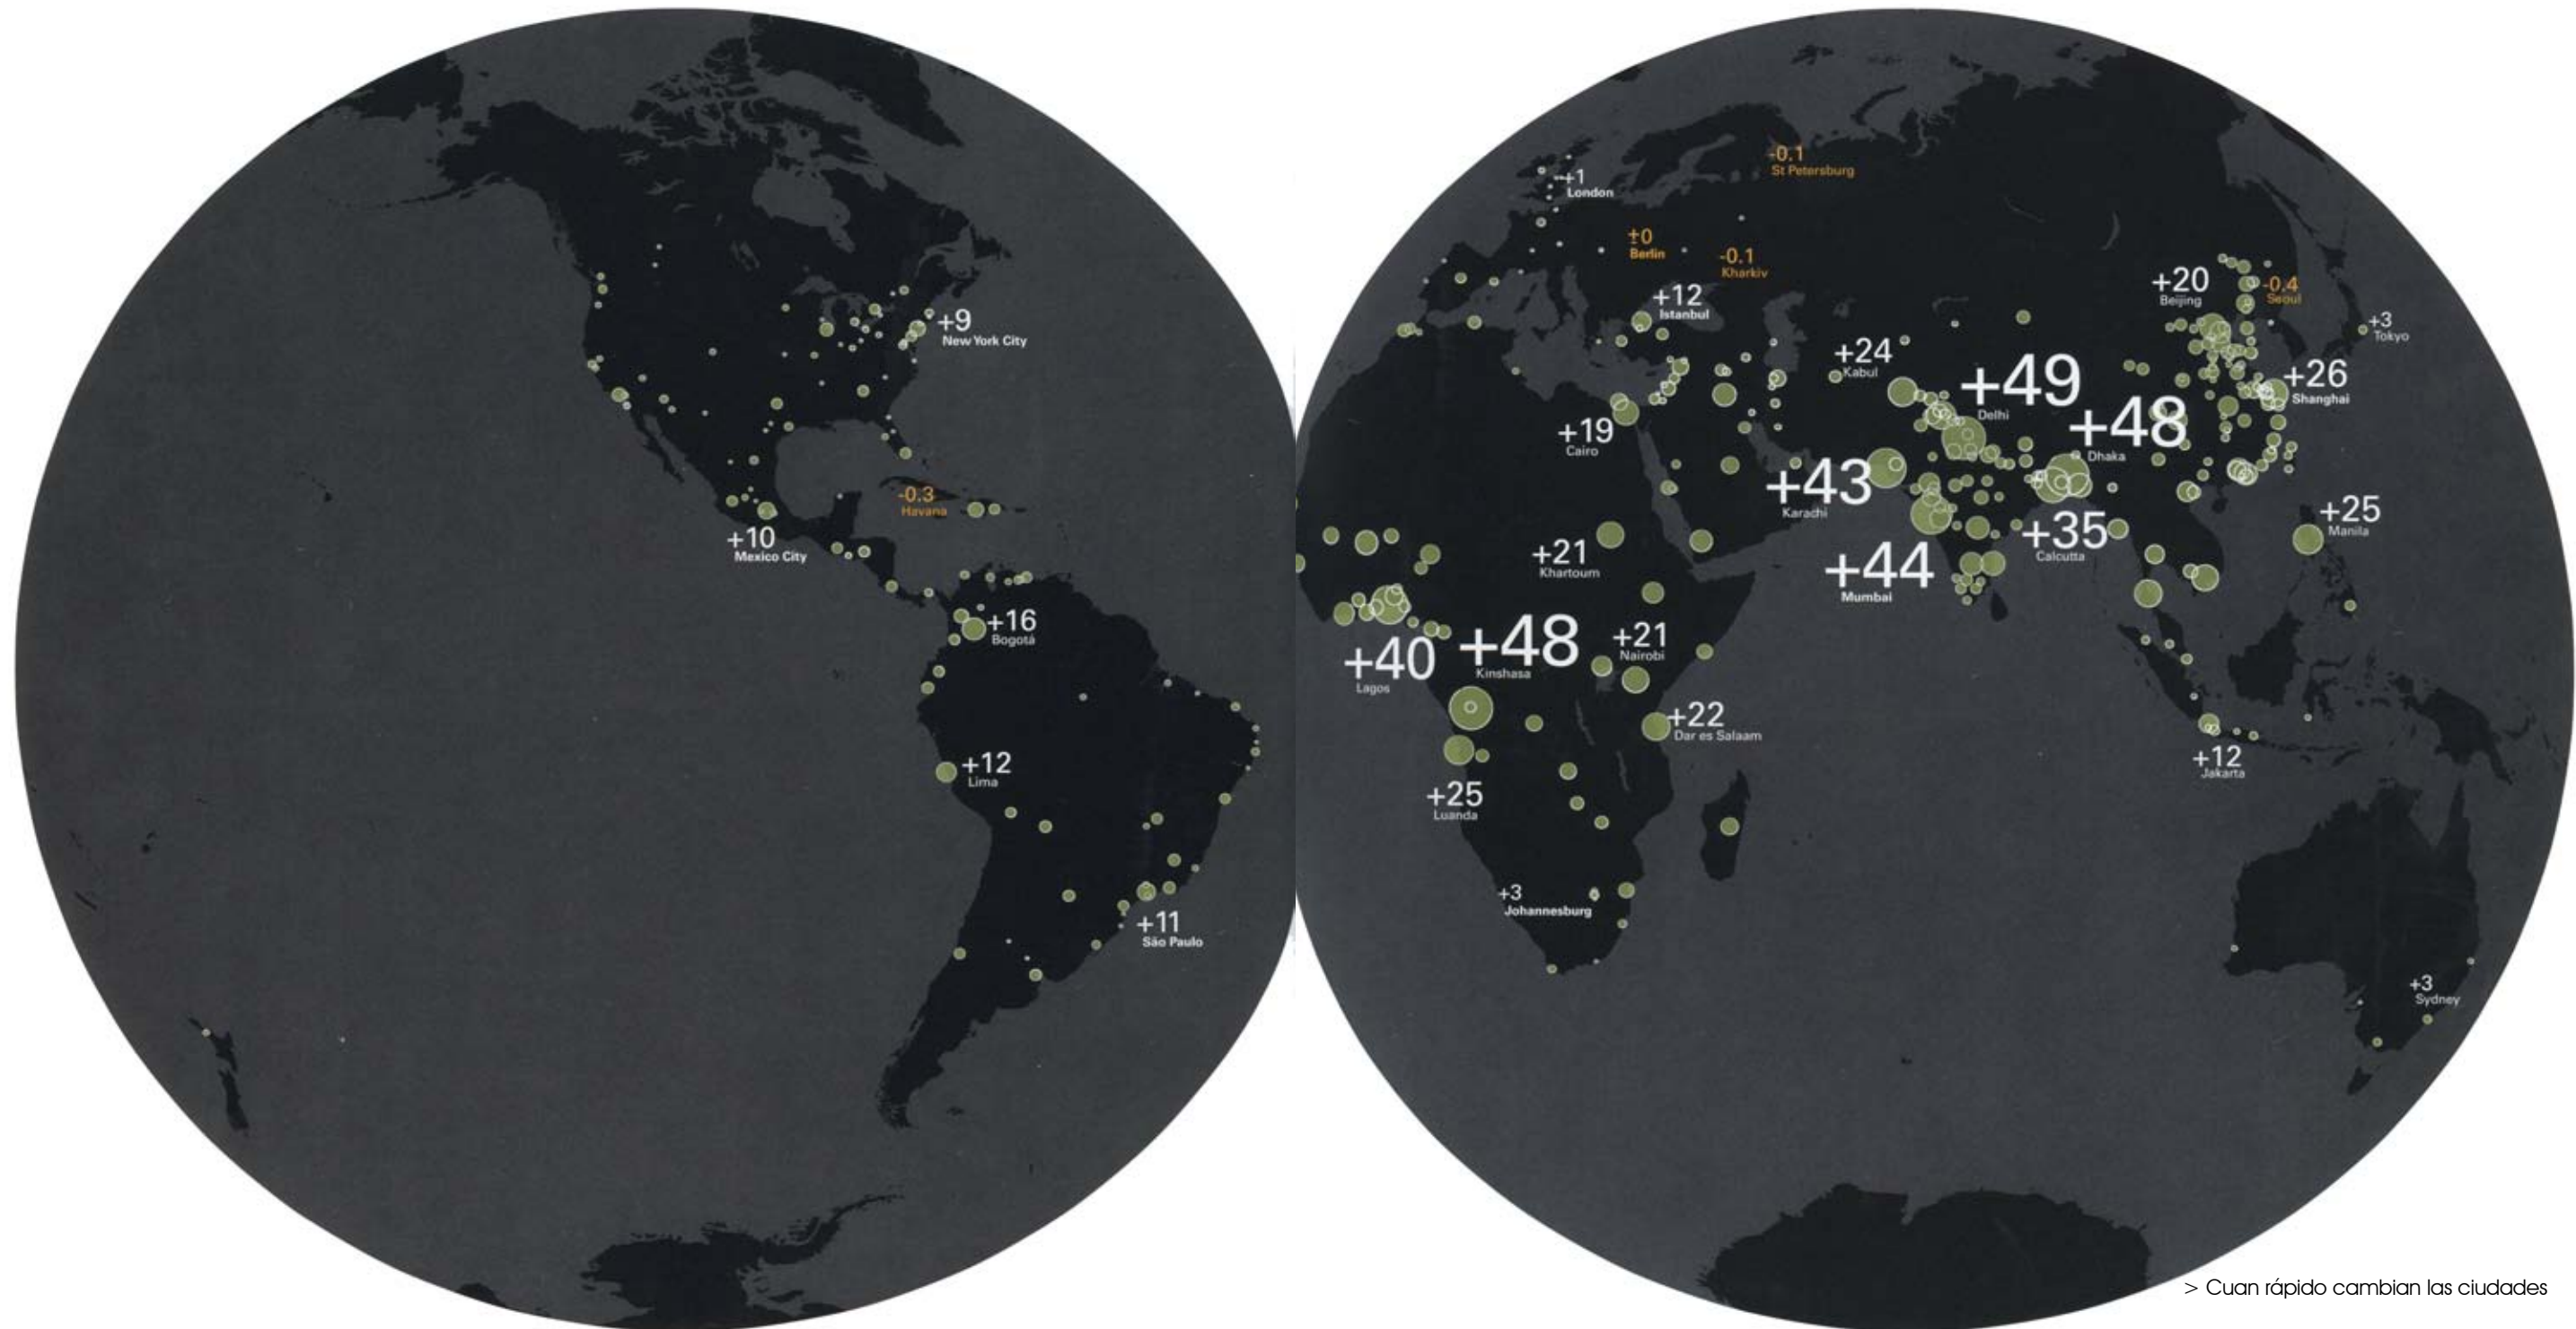 +9
New York City
-0.3
Havana
+10
Mexico City
+16
Bogotá
+12
Lima
+11
São Paulo
-0.1
St Petersburg
+1
London
±0
Berlin
-0.1
Kharkiv
+12
Istanbul
+20
Beijing
-0.4
Seoul
+3
Tokyo
+24
Kabul
+49
Delhi
+26
Shanghai
+48
Dhaka
+19
Cairo
+43
Karachi
+25
Manila
+35
Calcutta
+21
Khartoum
+44
Mumbai
+40
Lagos
+48
Kinshasa
+21
Nairobi
+22
Dar es Salaam
+12
Jakarta
+25
Luanda
+3
Johannesburg
+3
Sydney
> Cuan rápido cambian las ciudades